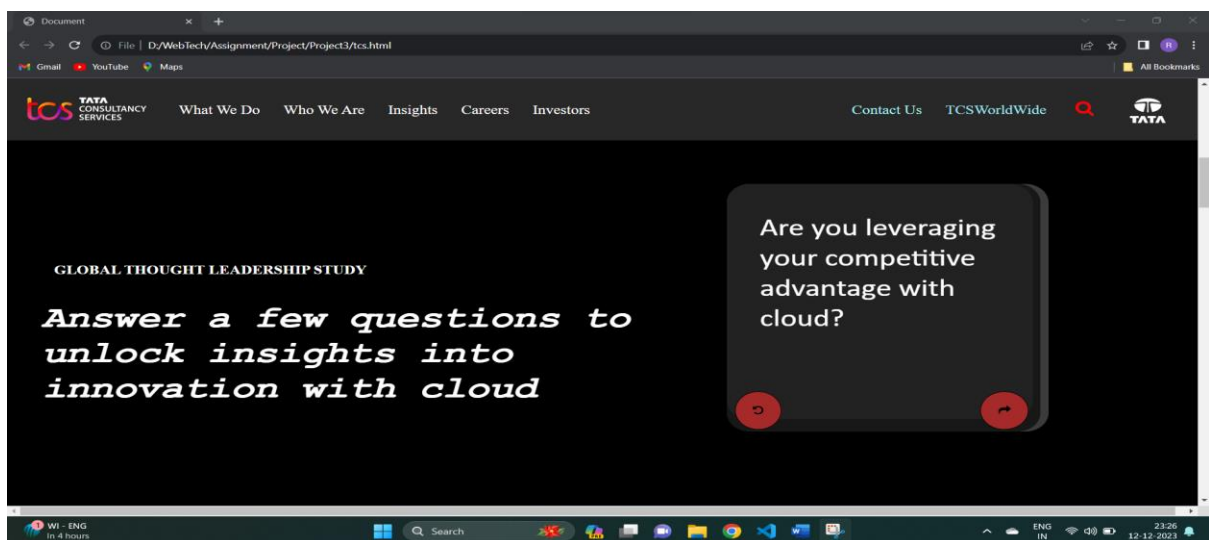 Document
File | D:/WebTech/Assignment/Project/Project3/tcs.html
Gmail YouTube Maps All Bookmarks
tcs TATA
CONSULTANCY
SERVICES
What We Do Who We Are Insights Careers Investors Contact Us TCSWorldWide
TATA
GLOBAL THOUGHT LEADERSHIP STUDY
Answer a few questions to
unlock insights into
innovation with cloud
Are you leveraging
your competitive
advantage with
cloud?
WI - ENG
In 4 hours
Search
ENG
IN
23:26
12-12-2023